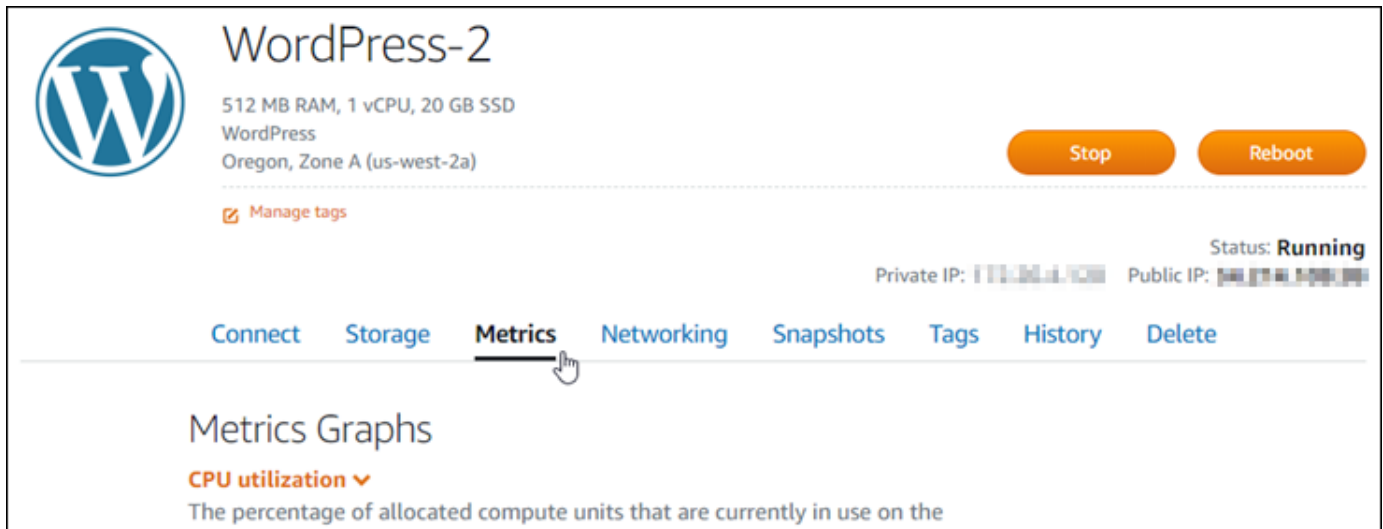 WordPress-2
512 MB RAM, 1 vCPU, 20 GB SSD
WordPress
Oregon, Zone A (us-west-2a)
Stop Reboot
Manage tags
Status: Running
Private IP: Public IP:
Connect Storage Metrics Networking Snapshots Tags History Delete
Metrics Graphs
CPU utilization
The percentage of allocated compute units that are currently in use on the